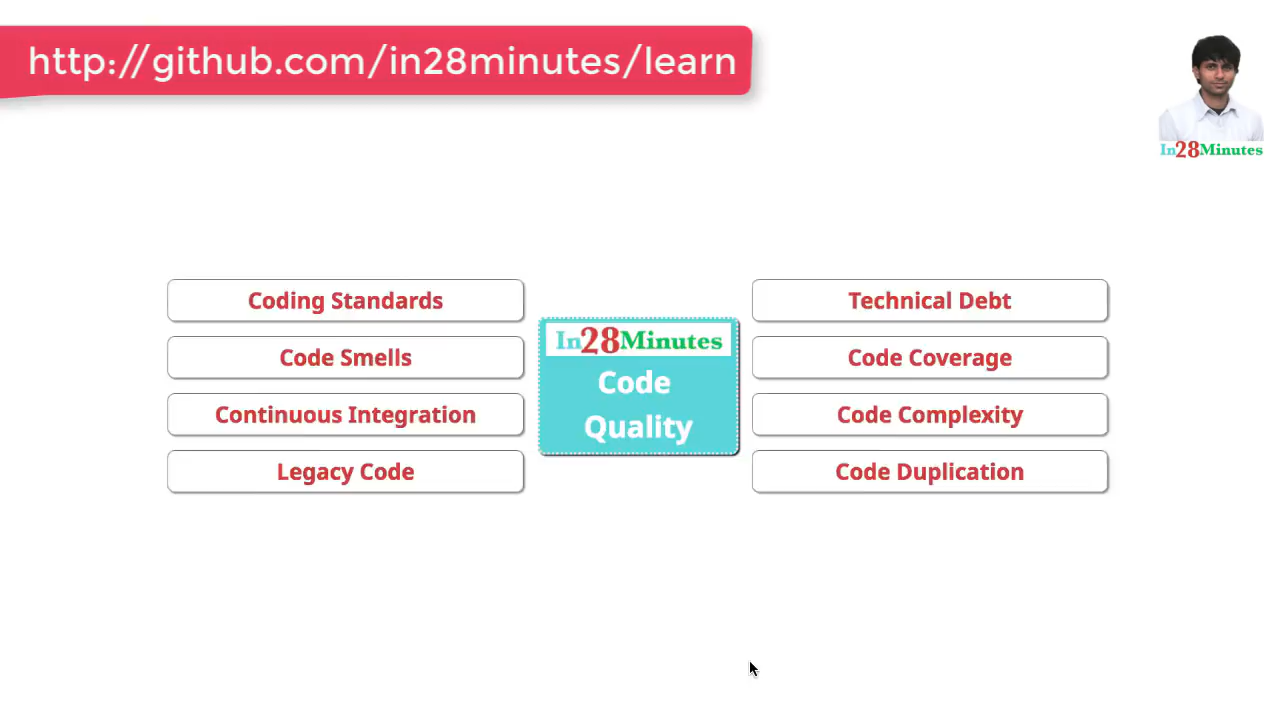 http://github.com/in28minutes/learn
In28Minutes
Coding Standards
Code Smells
Continuous Integration
Legacy Code
In28Minutes
Code
Quality
Technical Debt
Code Coverage
Code Complexity
Code Duplication